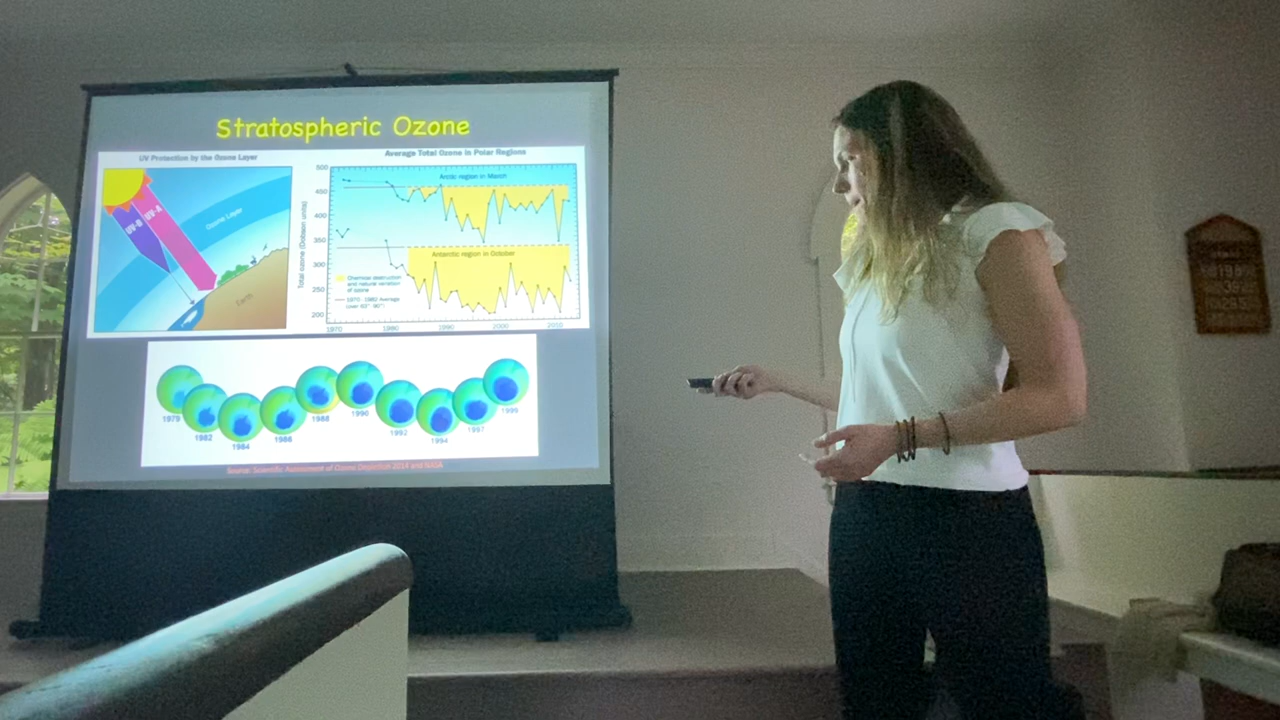 Stratospheric Ozone
UV Protection by the Ozone Layer
UV-B
UV-A
Ozone Layer
Earth
Average Total Ozone in Polar Regions
Total ozone (Dobson units)
500
450
400
350
300
250
200
Arctic region in March
Antarctic region in October
Chemical destruction
and natural variation
of ozone
1970 - 1982 Average
1970
1980
1990
2000
2010
1979
1982
1984
1986
1988
1990
1992
1994
1997
1999
Source: Scientific Assessment of Ozone Depletion 2014 and NASA